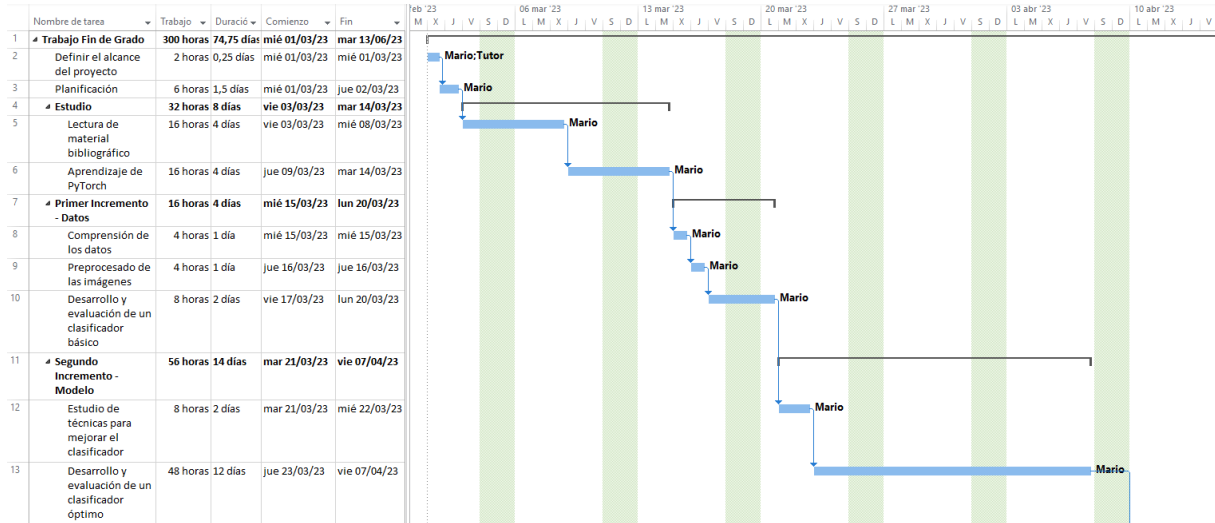 feb '23 06 mar '23 13 mar '23 20 mar '23 27 mar '23 03 abr '23 10 abr '23
Nombre de tarea Trabajo Duració Comienzo Fin M X J V S D L M X J V S D L M X J V S D L M X J V S D L M X J V S D L M X J V S D L M X J V
1 Trabajo Fin de Grado 300 horas 74,75 días mié 01/03/23 mar 13/06/23
2 Definir el alcance 2 horas 0,25 días mié 01/03/23 mié 01/03/23 Mario;Tutor
del proyecto
3 Planificación 6 horas 1,5 días mié 01/03/23 jue 02/03/23 Mario
4 Estudio 32 horas 8 días vie 03/03/23 mar 14/03/23
5 Lectura de 16 horas 4 días vie 03/03/23 mié 08/03/23 Mario
material
bibliográfico
6 Aprendizaje de 16 horas 4 días jue 09/03/23 mar 14/03/23 Mario
PyTorch
7 Primer Incremento 16 horas 4 días mié 15/03/23 lun 20/03/23
- Datos
8 Comprensión de 4 horas 1 día mié 15/03/23 mié 15/03/23 Mario
los datos
9 Preprocesado de 4 horas 1 día jue 16/03/23 jue 16/03/23 Mario
las imágenes
10 Desarrollo y 8 horas 2 días vie 17/03/23 lun 20/03/23 Mario
evaluación de un
clasificador
básico
11 Segundo 56 horas 14 días mar 21/03/23 vie 07/04/23
Incremento -
Modelo
12 Estudio de 8 horas 2 días mar 21/03/23 mié 22/03/23 Mario
técnicas para
mejorar el
clasificador
13 Desarrollo y 48 horas 12 días jue 23/03/23 vie 07/04/23 Mario
evaluación de un
clasificador
óptimo